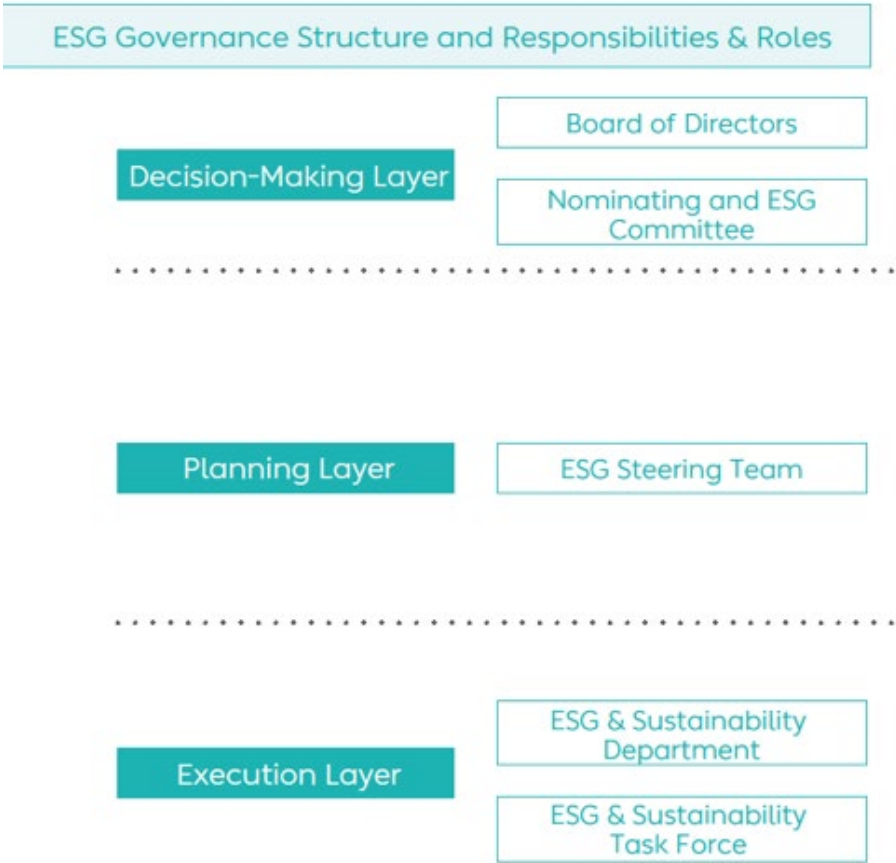 ESG Governance Structure and Responsibilities & Roles
Decision-Making Layer
Board of Directors
Nominating and ESG
Committee
Planning Layer
ESG Steering Team
Execution Layer
ESG & Sustainability
Department
ESG & Sustainability
Task Force